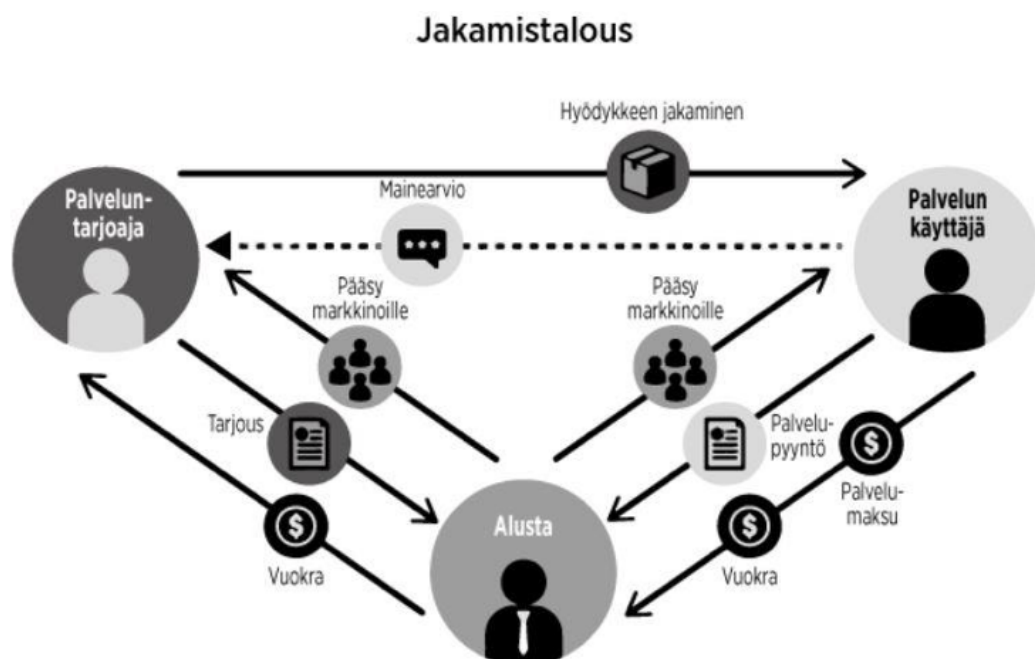 Jakamistalous
Hyödykkeen jakaminen
Palvelun-
tarjoaja
Mainearvio
Palvelun
käyttäjä
Pääsy
markkinoille
Pääsy
markkinoille
Tarjous
Palvelu-
pyyntö
Palvelu-
maksu
Alusta
Vuokra
Vuokra